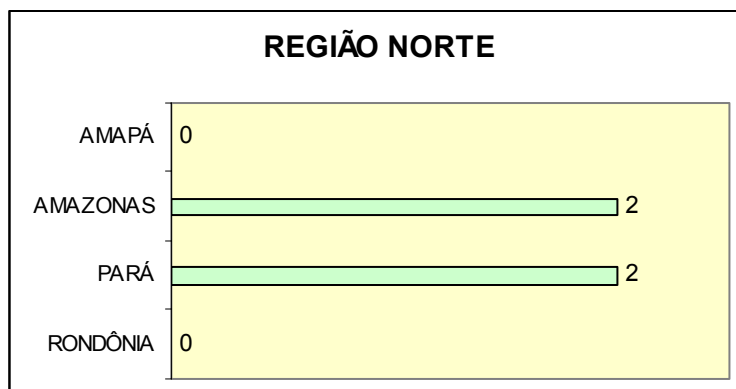 REGIÃO NORTE
AMAPÁ 0
AMAZONAS 2
PARÁ 2
RONDÔNIA 0